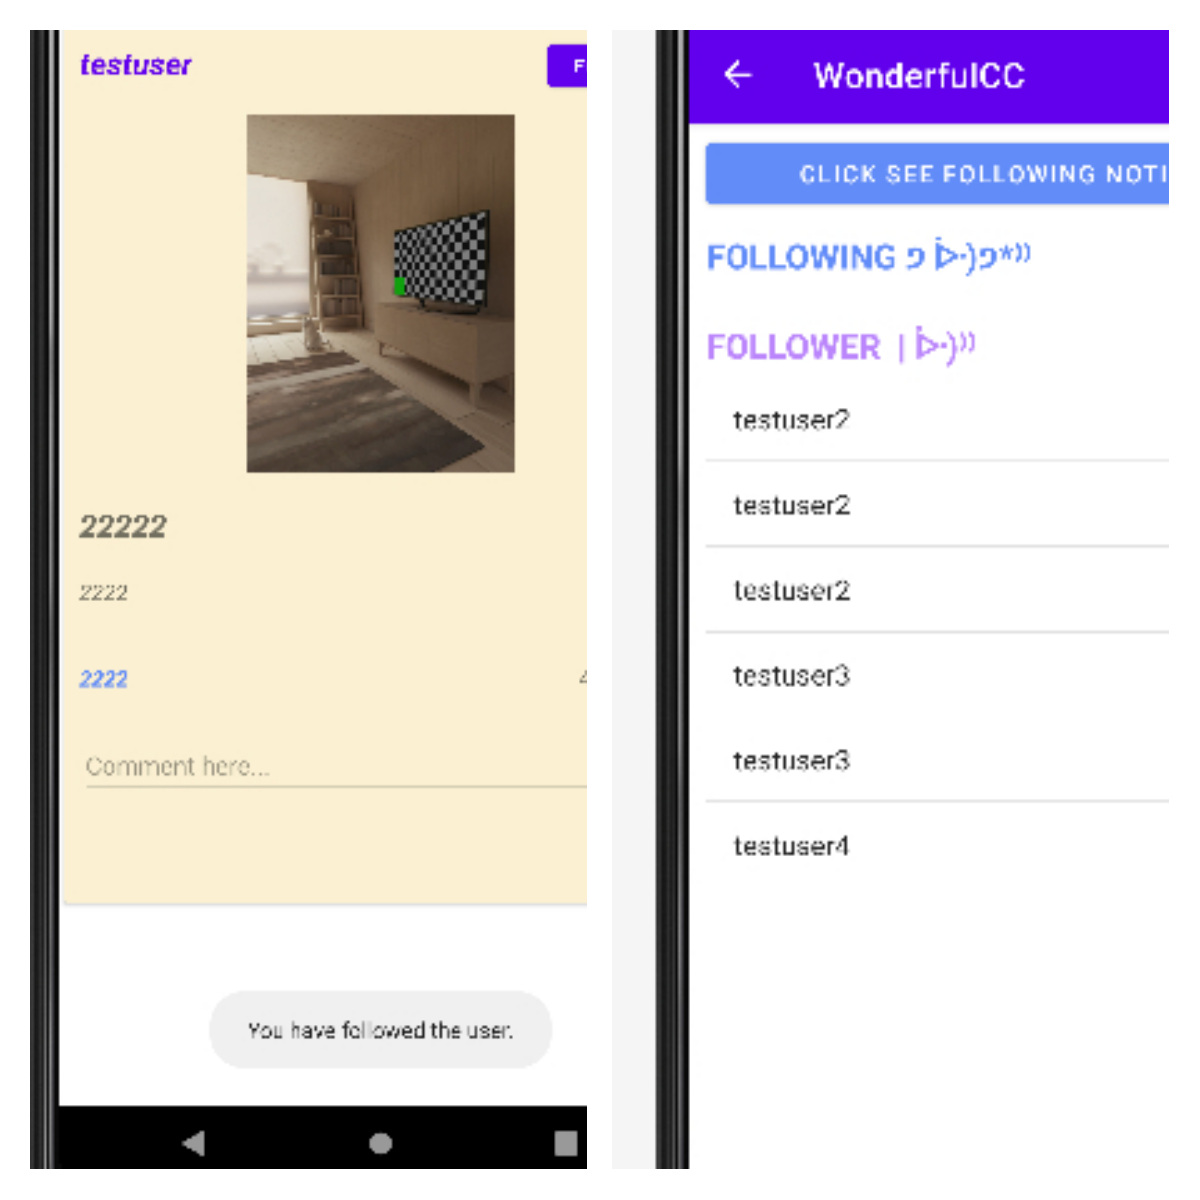 testuser
F
22222
2222
2222
Comment here...
You have followed the user.
WonderfulCC
CLICK SEE FOLLOWING NOTI
FOLLOWING
FOLLOWER
testuser2
testuser2
testuser2
testuser3
testuser3
testuser4